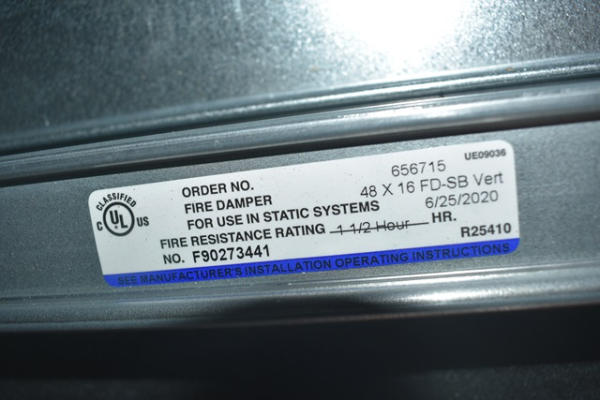 UE09036
ORDER NO. 656715
FIRE DAMPER 48 X 16 FD-SB Vert
FOR USE IN STATIC SYSTEMS 6/25/2020
FIRE RESISTANCE RATING 1 1/2 Hour HR.
NO. F90273441 R25410
CLASSIFIED
C UL US
SEE MANUFACTURER'S INSTALLATION OPERATING INSTRUCTIONS